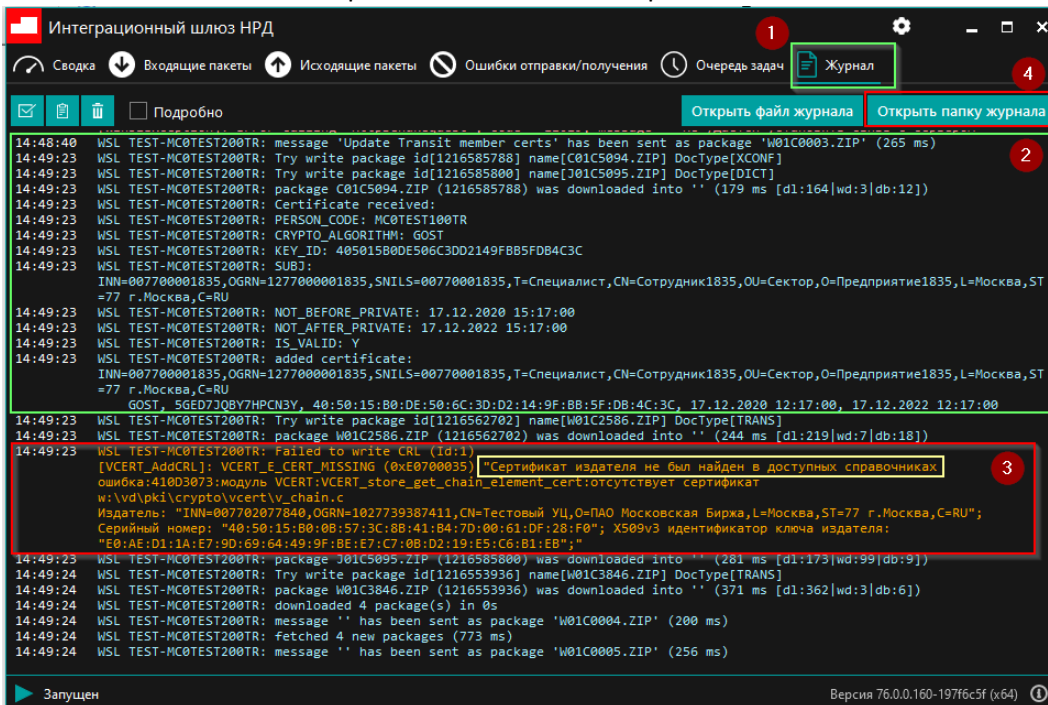 Интеграционный шлюз НРД
1
Сводка Входящие пакеты Исходящие пакеты Ошибки отправки/получения Очередь задач Журнал
4
Подробно Открыть файл журнала Открыть папку журнала
2
14:48:40 WSL TEST-MC0TEST200TR: message 'Update Transit member certs' has been sent as package 'W01C0003.ZIP' (265 ms)
14:49:23 WSL TEST-MC0TEST200TR: Try write package id[1216585788] name[C01C5094.ZIP] DocType[XCONF]
14:49:23 WSL TEST-MC0TEST200TR: Try write package id[1216585800] name[J01C5095.ZIP] DocType[DICT]
14:49:23 WSL TEST-MC0TEST200TR: package C01C5094.ZIP (1216585788) was downloaded into '' (179 ms [dl:164|wd:3|db:12])
14:49:23 WSL TEST-MC0TEST200TR: Certificate received:
14:49:23 WSL TEST-MC0TEST200TR: PERSON_CODE: MC0TEST100TR
14:49:23 WSL TEST-MC0TEST200TR: CRYPTO_ALGORITHM: GOST
14:49:23 WSL TEST-MC0TEST200TR: KEY_ID: 405015B0DE506C3DD2149FBB5FDB4C3C
14:49:23 WSL TEST-MC0TEST200TR: SUBJ:
INN=007700001835,OGRN=1277000001835,SNILS=00770001835,T=Специалист,CN=Сотрудник1835,OU=Сектор,O=Предприятие1835,L=Москва,ST
=77 г.Москва,C=RU
14:49:23 WSL TEST-MC0TEST200TR: NOT_BEFORE_PRIVATE: 17.12.2020 15:17:00
14:49:23 WSL TEST-MC0TEST200TR: NOT_AFTER_PRIVATE: 17.12.2022 15:17:00
14:49:23 WSL TEST-MC0TEST200TR: IS_VALID: Y
14:49:23 WSL TEST-MC0TEST200TR: added certificate:
INN=007700001835,OGRN=1277000001835,SNILS=00770001835,T=Специалист,CN=Сотрудник1835,OU=Сектор,O=Предприятие1835,L=Москва,ST
=77 г.Москва,C=RU
GOST, 5GED7JQBY7HPCN3Y, 40:50:15:B0:DE:50:6C:3D:D2:14:9F:BB:5F:DB:4C:3C, 17.12.2020 12:17:00, 17.12.2022 12:17:00
14:49:23 WSL TEST-MC0TEST200TR: Try write package id[1216562702] name[W01C2586.ZIP] DocType[TRANS]
14:49:23 WSL TEST-MC0TEST200TR: package W01C2586.ZIP (1216562702) was downloaded into '' (244 ms [dl:219|wd:7|db:18])
14:49:23 WSL TEST-MC0TEST200TR: Failed to write CRL (Id:1)
[VCERT_AddCRL]: VCERT_E_CERT_MISSING (0xE0700035) "Сертификат издателя не был найден в доступных справочниках
3
ошибка:410D3073:модуль VCERT:VCERT_store_get_chain_element_cert:отсутствует сертификат
w:\vd\pki\crypto\vcert\v_chain.c
Издатель: "INN=007702077840,OGRN=1027739387411,CN=Тестовый УЦ,O=ПАО Московская Биржа,L=Москва,ST=77 г.Москва,C=RU";
Серийный номер: "40:50:15:B0:0B:57:3C:8B:41:B4:7D:00:61:DF:28:F0"; X509v3 идентификатор ключа издателя:
"E0:AE:D1:1A:E7:9D:69:64:49:9F:BE:E7:C7:0B:D2:19:E5:C6:B1:EB";"
14:49:23 WSL TEST-MC0TEST200TR: package J01C5095.ZIP (1216585800) was downloaded into '' (281 ms [dl:173|wd:99|db:9])
14:49:24 WSL TEST-MC0TEST200TR: Try write package id[1216553936] name[W01C3846.ZIP] DocType[TRANS]
14:49:24 WSL TEST-MC0TEST200TR: package W01C3846.ZIP (1216553936) was downloaded into '' (371 ms [dl:362|wd:3|db:6])
14:49:24 WSL TEST-MC0TEST200TR: downloaded 4 package(s) in 0s
14:49:24 WSL TEST-MC0TEST200TR: message '' has been sent as package 'W01C0004.ZIP' (200 ms)
14:49:24 WSL TEST-MC0TEST200TR: fetched 4 new packages (773 ms)
14:49:24 WSL TEST-MC0TEST200TR: message '' has been sent as package 'W01C0005.ZIP' (256 ms)
Запущен Версия 76.0.0.160-197f6c5f (x64)